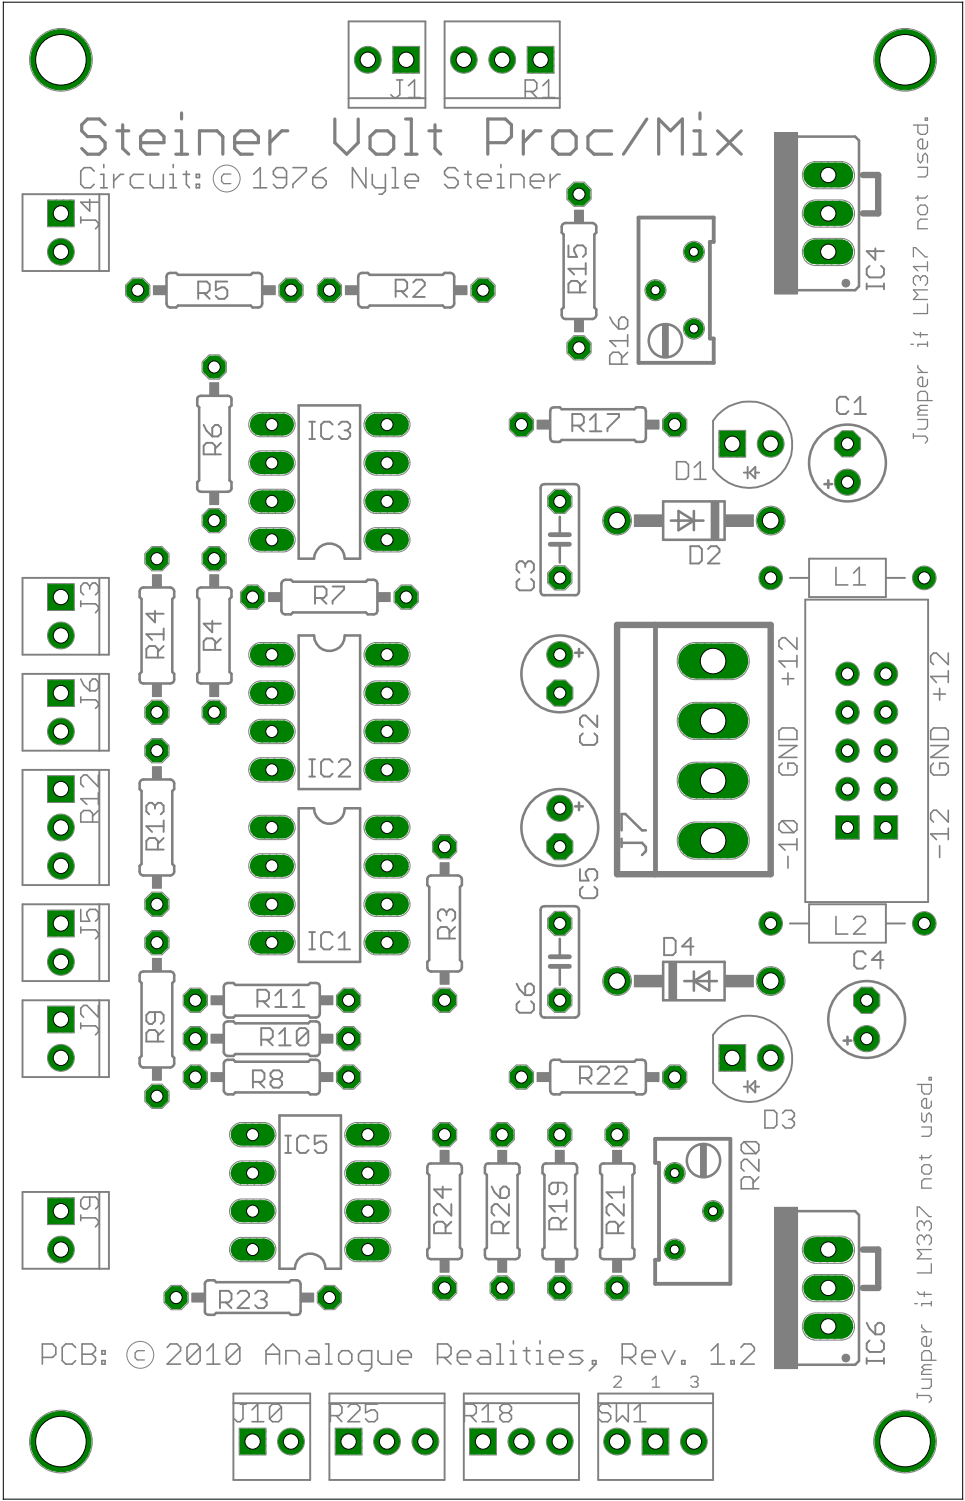 J1
R1
Steiner Volt Proc/Mix
Circuit: © 1976 Nyle Steiner
J4
R15
IC4
Jumper if LM317 not used.
R5
R2
R16
C1
R6
IC3
R17
D1
D2
C3
L1
J3
R7
R14
R4
+12
+12
J6
C2
IC2
GND
GND
R12
R13
J7
-10
-12
C5
J5
R3
IC1
L2
D4
C4
R11
C6
J2
R9
R10
R8
R22
D3
IC5
R20
Jumper if LM337 not used.
J9
R24
R26
R19
R21
R23
IC6
PCB: © 2010 Analogue Realities, Rev. 1.2
2 1 3
J10
R25
R18
SW1